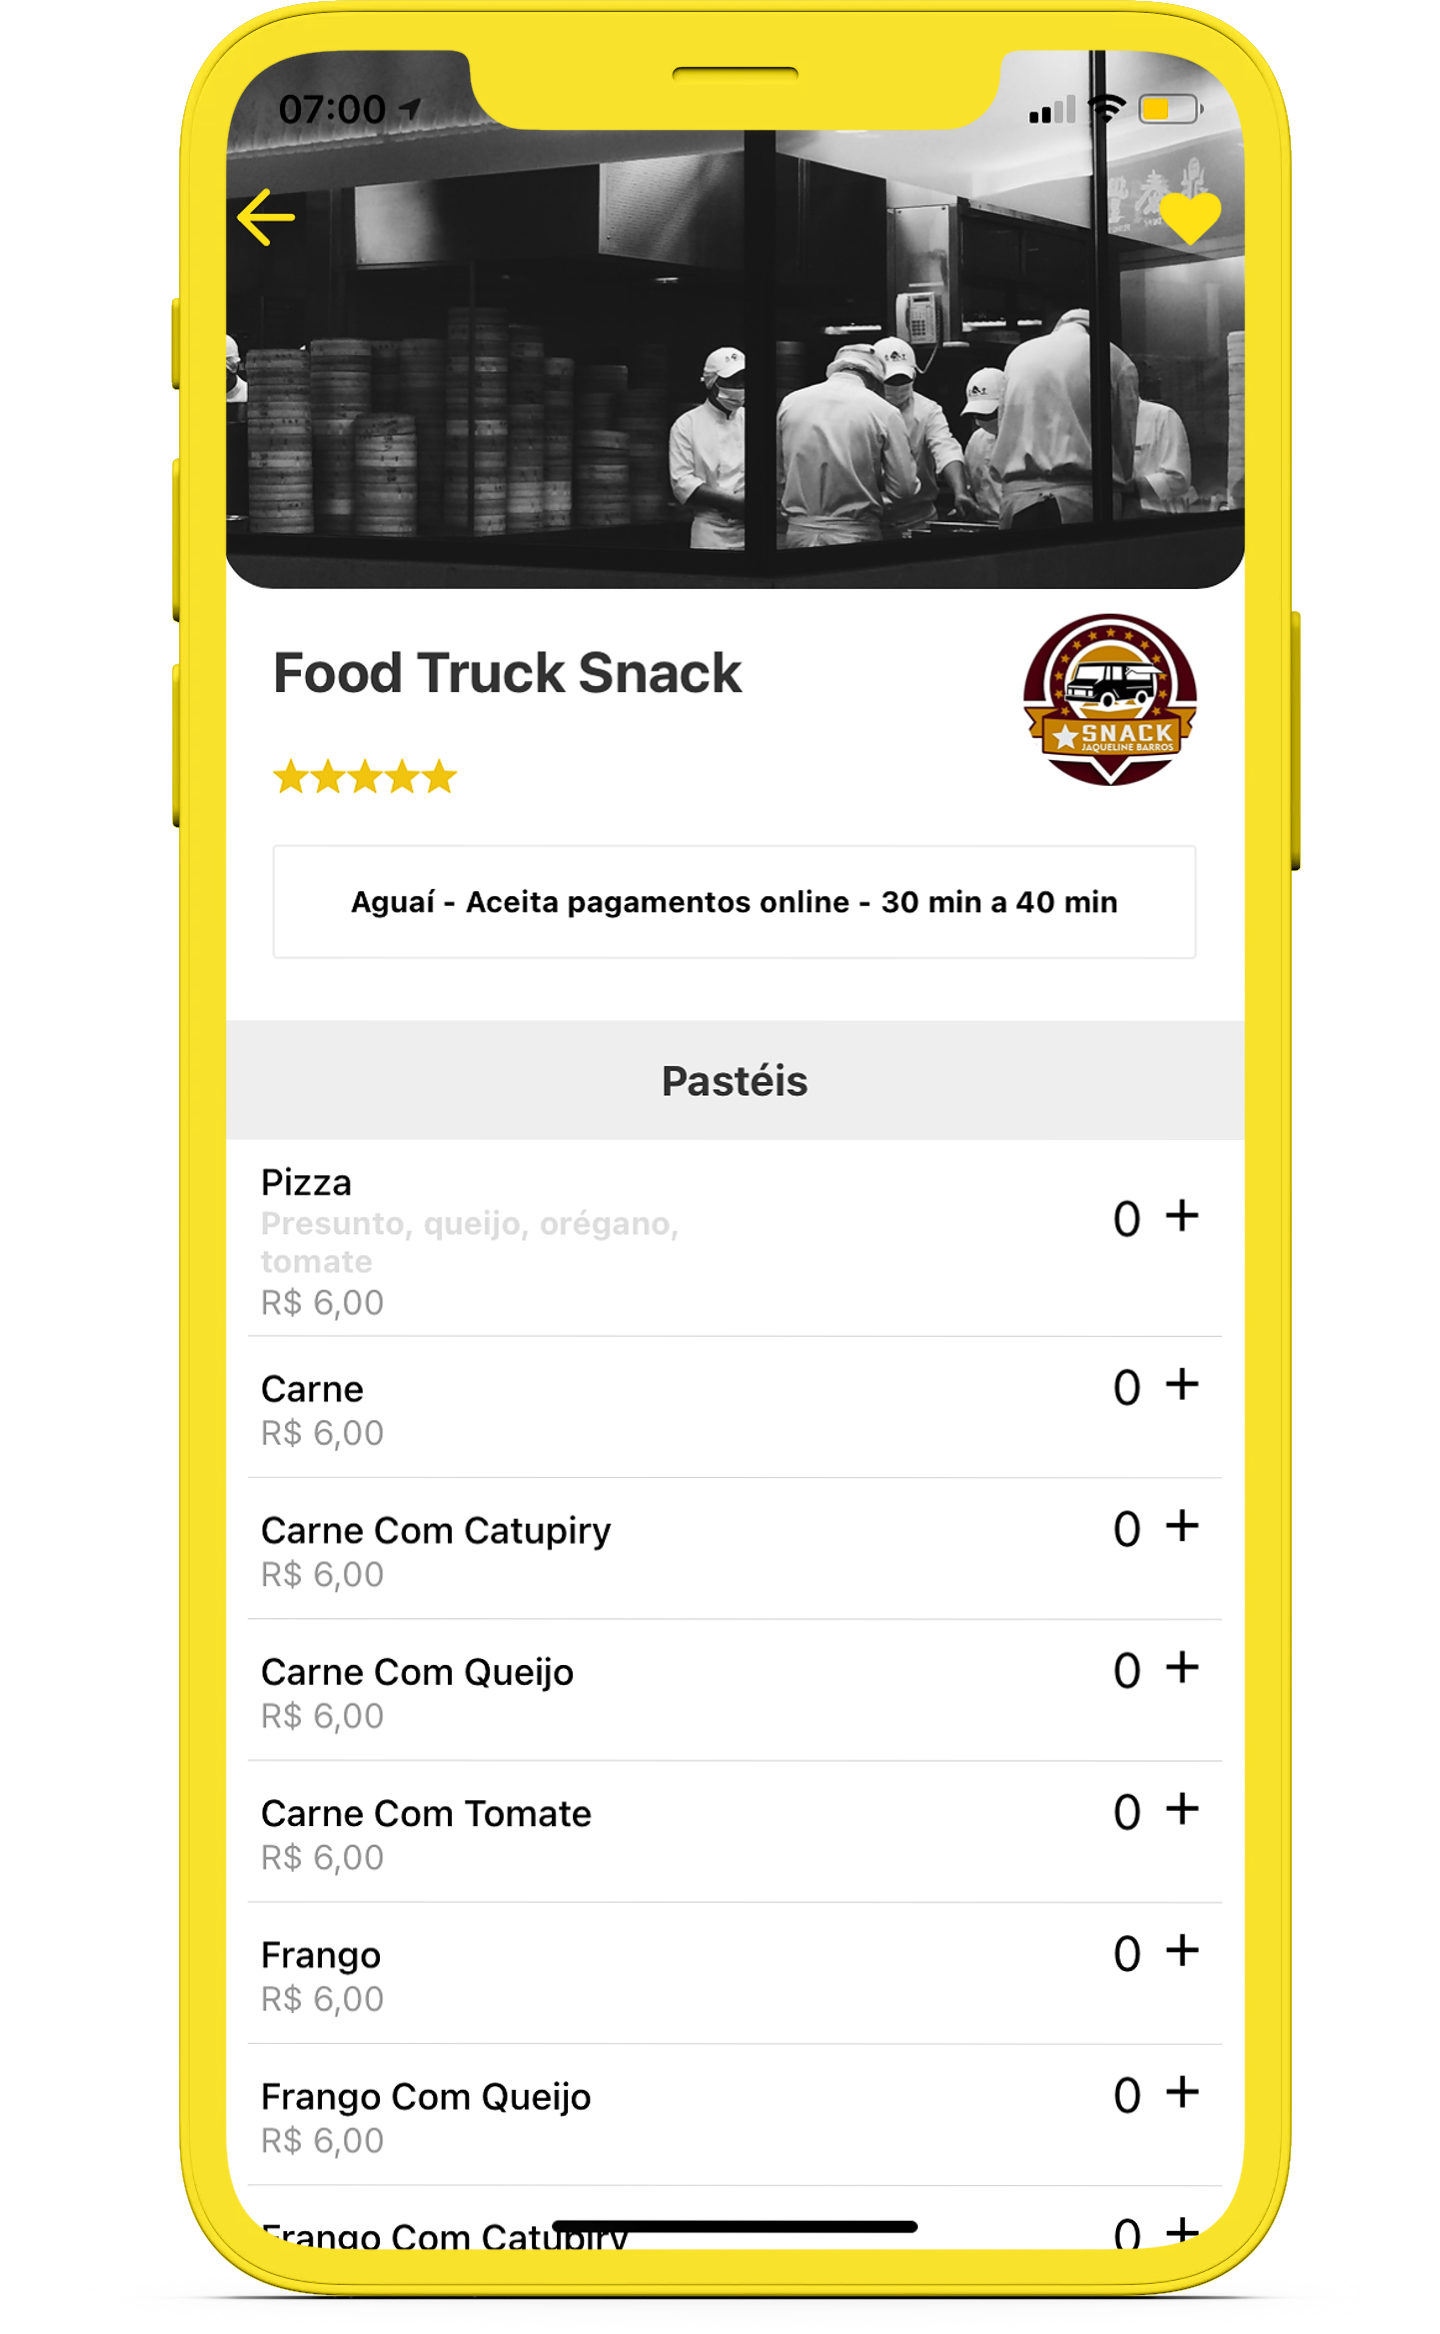 07:00
Food Truck Snack
SNACK
JAQUELINE BARROS
Aguaí - Aceita pagamentos online - 30 min a 40 min
Pastéis
Pizza
Presunto, queijo, orégano,
tomate
R$ 6,00
0 +
Carne
R$ 6,00
0 +
Carne Com Catupiry
R$ 6,00
0 +
Carne Com Queijo
R$ 6,00
0 +
Carne Com Tomate
R$ 6,00
0 +
Frango
R$ 6,00
0 +
Frango Com Queijo
R$ 6,00
0 +
Frango Com Catupiry
0 +